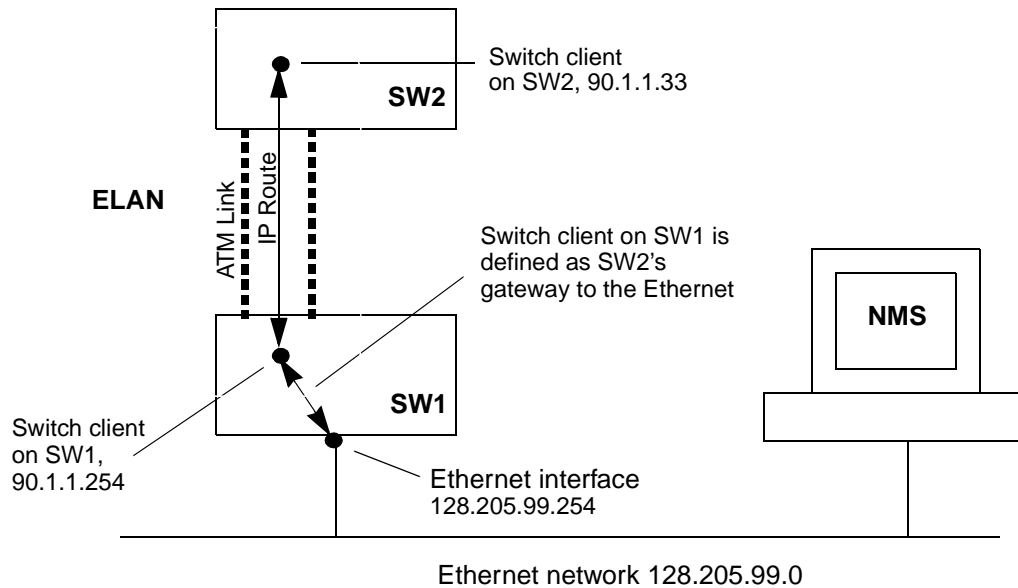 Switch client
on SW2, 90.1.1.33
SW2
ELAN
ATM Link
IP Route
Switch client on SW1 is
defined as SW2's
gateway to the Ethernet
NMS
SW1
Switch client
on SW1,
90.1.1.254
Ethernet interface
128.205.99.254
Ethernet network 128.205.99.0